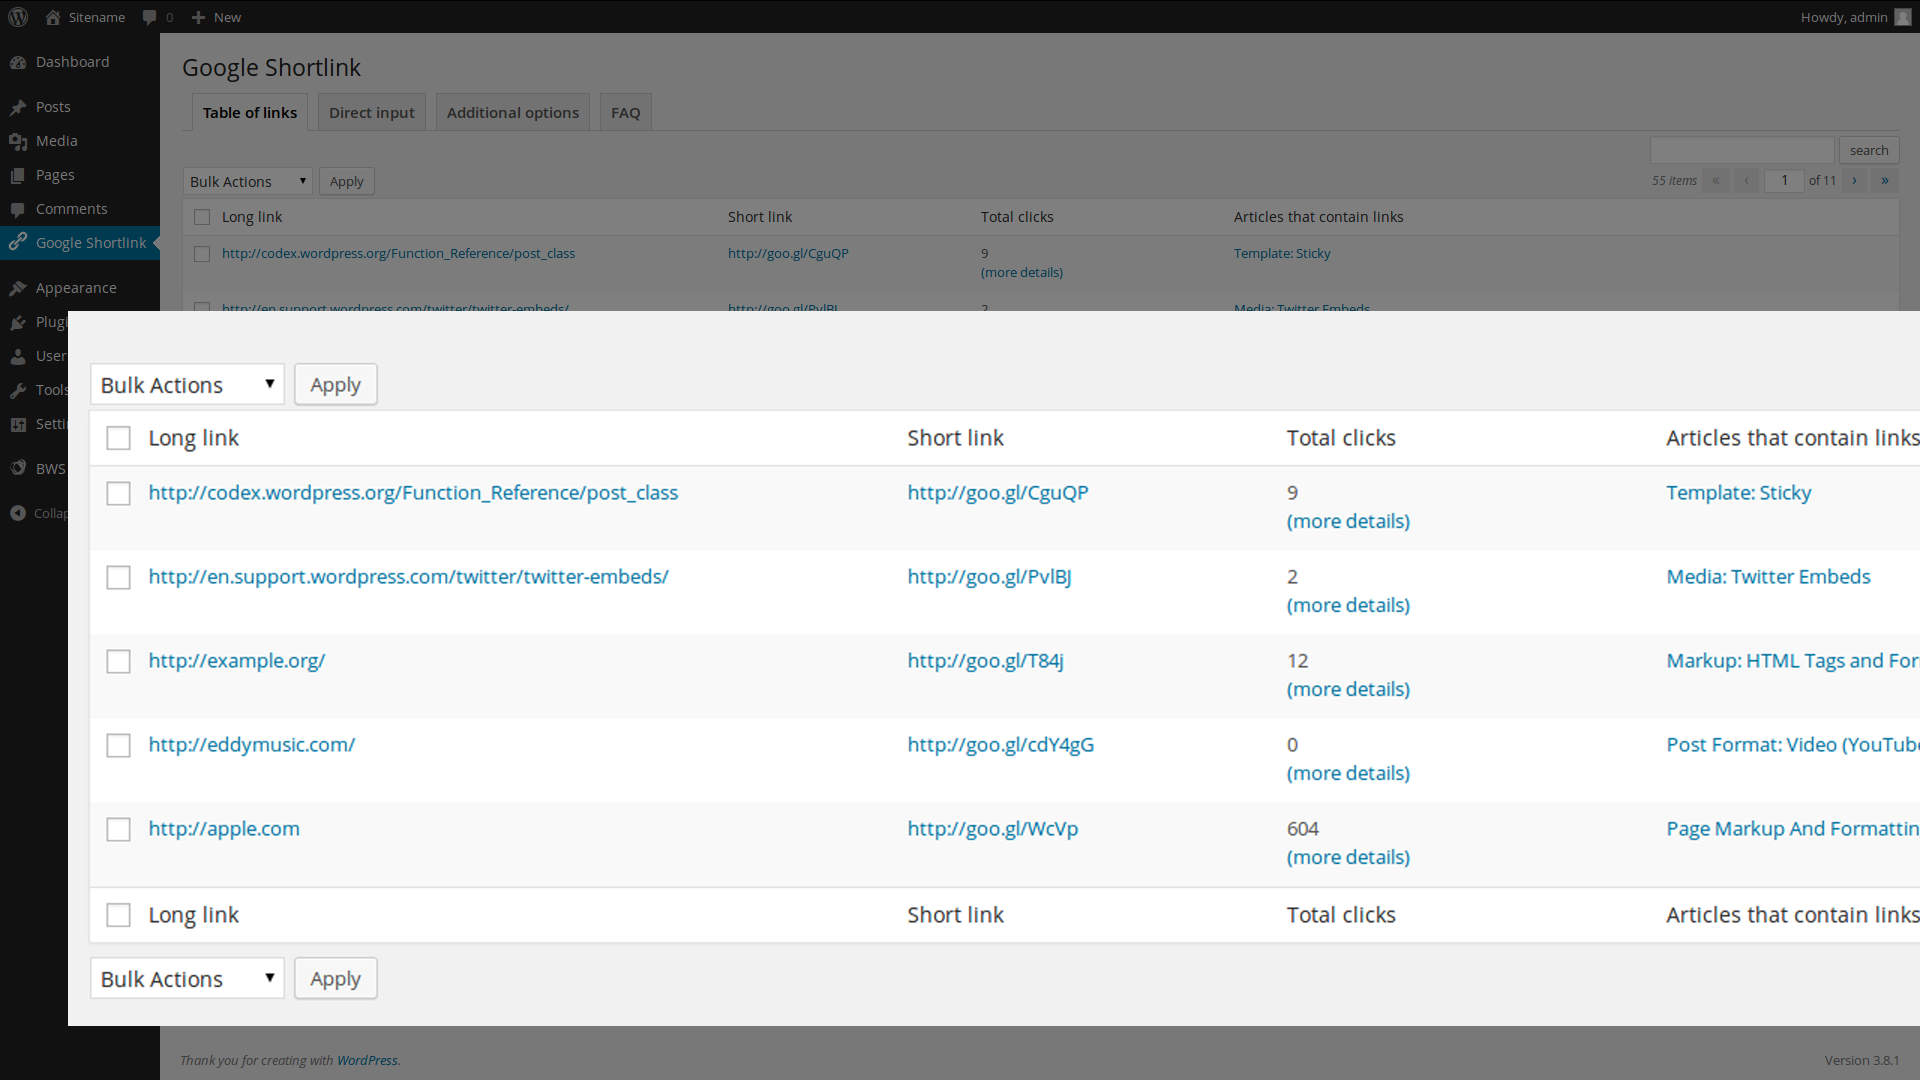 Sitename 0 New Howdy, admin
Dashboard
Posts
Media
Pages
Comments
Google Shortlink
Appearance
Plugi
User
Tools
Setti
BWS
Collap
Google Shortlink
Table of links Direct input Additional options FAQ
search
Bulk Actions Apply 55 items « ‹ 1 of 11 › »
Long link Short link Total clicks Articles that contain links
http://codex.wordpress.org/Function_Reference/post_class http://goo.gl/CguQP 9 Template: Sticky
(more details)
http://en.support.wordpress.com/twitter/twitter-embeds/ http://goo.gl/PvlBJ 2 Media: Twitter Embeds
Bulk Actions Apply
Long link Short link Total clicks Articles that contain links
http://codex.wordpress.org/Function_Reference/post_class http://goo.gl/CguQP 9 Template: Sticky
(more details)
http://en.support.wordpress.com/twitter/twitter-embeds/ http://goo.gl/PvlBJ 2 Media: Twitter Embeds
(more details)
http://example.org/ http://goo.gl/T84j 12 Markup: HTML Tags and For
(more details)
http://eddymusic.com/ http://goo.gl/cdY4gG 0 Post Format: Video (YouTube
(more details)
http://apple.com http://goo.gl/WcVp 604 Page Markup And Formattin
(more details)
Long link Short link Total clicks Articles that contain links
Bulk Actions Apply
Thank you for creating with WordPress. Version 3.8.1